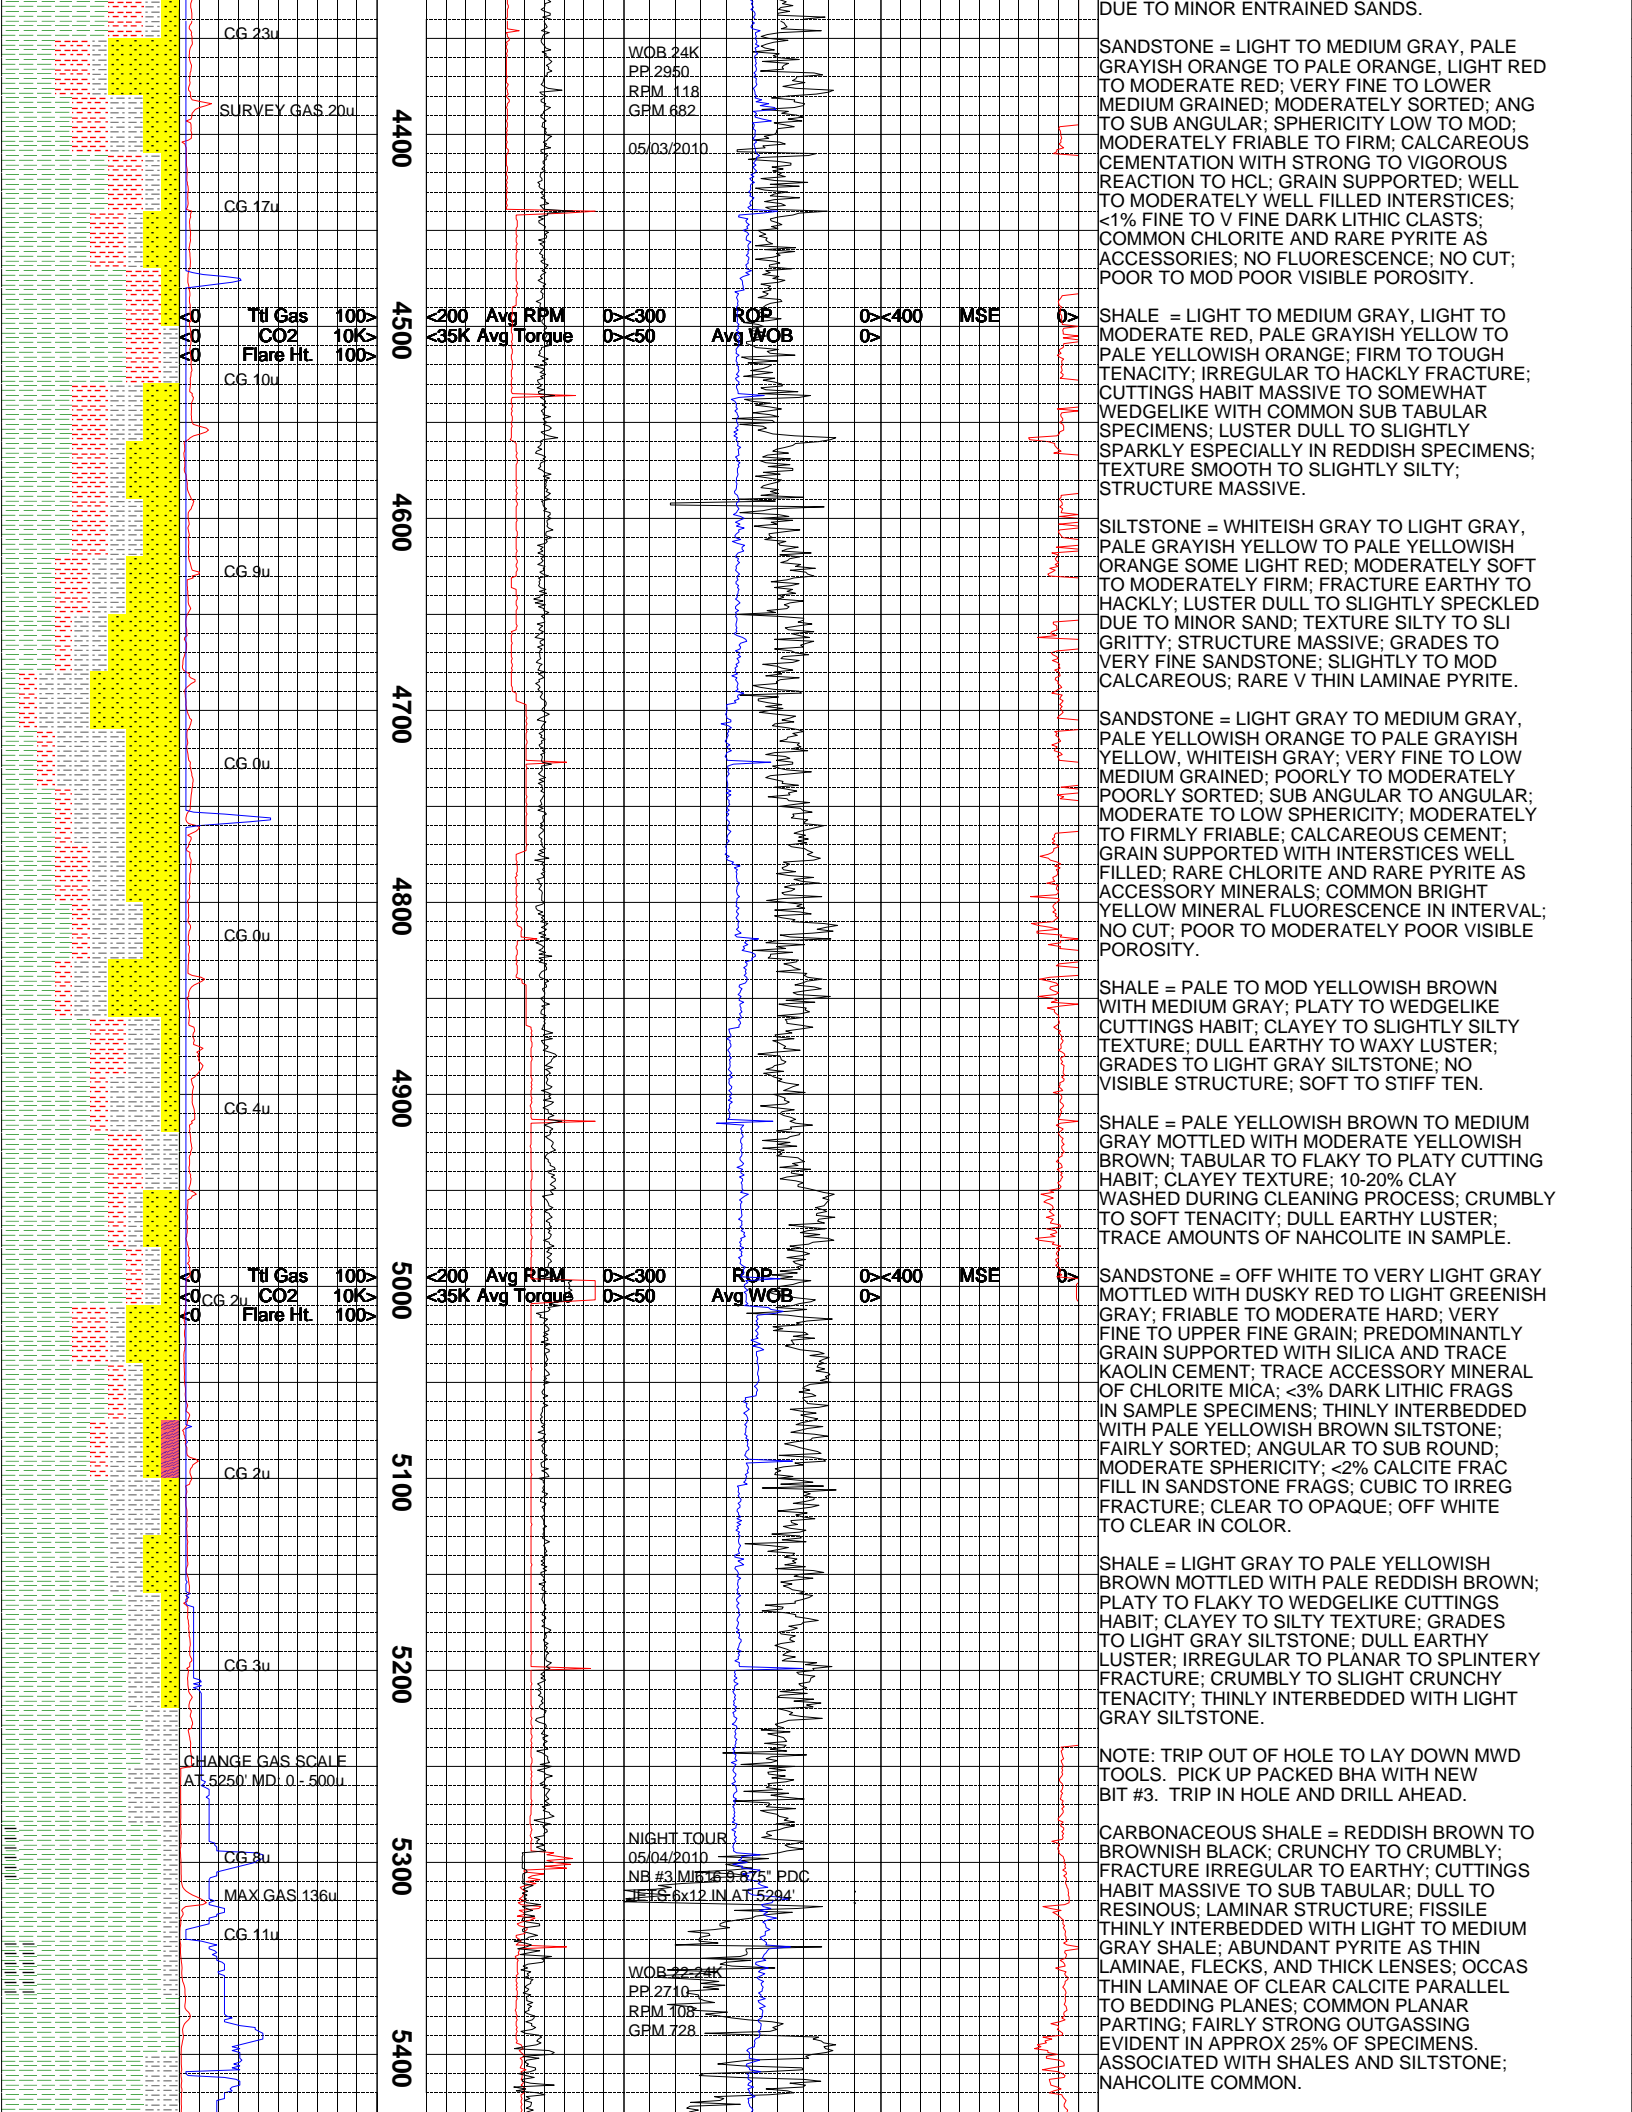 CG 23u
SURVEY GAS 20u
CG 17u
<0 Ttl Gas 100>
<0 CO2 10K>
<0 Flare Ht. 100>
CG 10u
CG 9u
CG 0u
CG 0u
CG 4u
<0 Ttl Gas 100>
<0 CO2 10K>
CG 2u
<0 Flare Ht. 100>
CG 2u
CG 3u
CHANGE GAS SCALE
AT 5250' MD: 0 - 500u
CG 8u
MAX GAS 136u
CG 11u
4400
4500
4600
4700
4800
4900
5000
5100
5200
5300
5400
WOB 24K
PP 2950
RPM 118
GPM 682
05/03/2010
<200 Avg RPM 0>
<35K Avg Torque 0>
<300 ROP 0>
<50 Avg WOB 0>
<400 MSE 0>
<200 Avg RPM 0>
<35K Avg Torque 0>
<300 ROP 0>
<50 Avg WOB 0>
<400 MSE 0>
NIGHT TOUR
05/04/2010
NB #3 MI616 9.875" PDC
JETS 6x12 IN AT 5294'
WOB 22-24K
PP 2710
RPM 108
GPM 728
DUE TO MINOR ENTRAINED SANDS.
SANDSTONE = LIGHT TO MEDIUM GRAY, PALE
GRAYISH ORANGE TO PALE ORANGE, LIGHT RED
TO MODERATE RED; VERY FINE TO LOWER
MEDIUM GRAINED; MODERATELY SORTED; ANG
TO SUB ANGULAR; SPHERICITY LOW TO MOD;
MODERATELY FRIABLE TO FIRM; CALCAREOUS
CEMENTATION WITH STRONG TO VIGOROUS
REACTION TO HCL; GRAIN SUPPORTED; WELL
TO MODERATELY WELL FILLED INTERSTICES;
<1% FINE TO V FINE DARK LITHIC CLASTS;
COMMON CHLORITE AND RARE PYRITE AS
ACCESSORIES; NO FLUORESCENCE; NO CUT;
POOR TO MOD POOR VISIBLE POROSITY.
SHALE = LIGHT TO MEDIUM GRAY, LIGHT TO
MODERATE RED, PALE GRAYISH YELLOW TO
PALE YELLOWISH ORANGE; FIRM TO TOUGH
TENACITY; IRREGULAR TO HACKLY FRACTURE;
CUTTINGS HABIT MASSIVE TO SOMEWHAT
WEDGELIKE WITH COMMON SUB TABULAR
SPECIMENS; LUSTER DULL TO SLIGHTLY
SPARKLY ESPECIALLY IN REDDISH SPECIMENS;
TEXTURE SMOOTH TO SLIGHTLY SILTY;
STRUCTURE MASSIVE.
SILTSTONE = WHITEISH GRAY TO LIGHT GRAY,
PALE GRAYISH YELLOW TO PALE YELLOWISH
ORANGE SOME LIGHT RED; MODERATELY SOFT
TO MODERATELY FIRM; FRACTURE EARTHY TO
HACKLY; LUSTER DULL TO SLIGHTLY SPECKLED
DUE TO MINOR SAND; TEXTURE SILTY TO SLI
GRITTY; STRUCTURE MASSIVE; GRADES TO
VERY FINE SANDSTONE; SLIGHTLY TO MOD
CALCAREOUS; RARE V THIN LAMINAE PYRITE.
SANDSTONE = LIGHT GRAY TO MEDIUM GRAY,
PALE YELLOWISH ORANGE TO PALE GRAYISH
YELLOW, WHITEISH GRAY; VERY FINE TO LOW
MEDIUM GRAINED; POORLY TO MODERATELY
POORLY SORTED; SUB ANGULAR TO ANGULAR;
MODERATE TO LOW SPHERICITY; MODERATELY
TO FIRMLY FRIABLE; CALCAREOUS CEMENT;
GRAIN SUPPORTED WITH INTERSTICES WELL
FILLED; RARE CHLORITE AND RARE PYRITE AS
ACCESSORY MINERALS; COMMON BRIGHT
YELLOW MINERAL FLUORESCENCE IN INTERVAL;
NO CUT; POOR TO MODERATELY POOR VISIBLE
POROSITY.
SHALE = PALE TO MOD YELLOWISH BROWN
WITH MEDIUM GRAY; PLATY TO WEDGELIKE
CUTTINGS HABIT; CLAYEY TO SLIGHTLY SILTY
TEXTURE; DULL EARTHY TO WAXY LUSTER;
GRADES TO LIGHT GRAY SILTSTONE; NO
VISIBLE STRUCTURE; SOFT TO STIFF TEN.
SHALE = PALE YELLOWISH BROWN TO MEDIUM
GRAY MOTTLED WITH MODERATE YELLOWISH
BROWN; TABULAR TO FLAKY TO PLATY CUTTING
HABIT; CLAYEY TEXTURE; 10-20% CLAY
WASHED DURING CLEANING PROCESS; CRUMBLY
TO SOFT TENACITY; DULL EARTHY LUSTER;
TRACE AMOUNTS OF NAHCOLITE IN SAMPLE.
SANDSTONE = OFF WHITE TO VERY LIGHT GRAY
MOTTLED WITH DUSKY RED TO LIGHT GREENISH
GRAY; FRIABLE TO MODERATE HARD; VERY
FINE TO UPPER FINE GRAIN; PREDOMINANTLY
GRAIN SUPPORTED WITH SILICA AND TRACE
KAOLIN CEMENT; TRACE ACCESSORY MINERAL
OF CHLORITE MICA; <3% DARK LITHIC FRAGS
IN SAMPLE SPECIMENS; THINLY INTERBEDDED
WITH PALE YELLOWISH BROWN SILTSTONE;
FAIRLY SORTED; ANGULAR TO SUB ROUND;
MODERATE SPHERICITY; <2% CALCITE FRAC
FILL IN SANDSTONE FRAGS; CUBIC TO IRREG
FRACTURE; CLEAR TO OPAQUE; OFF WHITE
TO CLEAR IN COLOR.
SHALE = LIGHT GRAY TO PALE YELLOWISH
BROWN MOTTLED WITH PALE REDDISH BROWN;
PLATY TO FLAKY TO WEDGELIKE CUTTINGS
HABIT; CLAYEY TO SILTY TEXTURE; GRADES
TO LIGHT GRAY SILTSTONE; DULL EARTHY
LUSTER; IRREGULAR TO PLANAR TO SPLINTERY
FRACTURE; CRUMBLY TO SLIGHT CRUNCHY
TENACITY; THINLY INTERBEDDED WITH LIGHT
GRAY SILTSTONE.
NOTE: TRIP OUT OF HOLE TO LAY DOWN MWD
TOOLS. PICK UP PACKED BHA WITH NEW
BIT #3. TRIP IN HOLE AND DRILL AHEAD.
CARBONACEOUS SHALE = REDDISH BROWN TO
BROWNISH BLACK; CRUNCHY TO CRUMBLY;
FRACTURE IRREGULAR TO EARTHY; CUTTINGS
HABIT MASSIVE TO SUB TABULAR; DULL TO
RESINOUS; LAMINAR STRUCTURE; FISSILE
THINLY INTERBEDDED WITH LIGHT TO MEDIUM
GRAY SHALE; ABUNDANT PYRITE AS THIN
LAMINAE, FLECKS, AND THICK LENSES; OCCAS
THIN LAMINAE OF CLEAR CALCITE PARALLEL
TO BEDDING PLANES; COMMON PLANAR
PARTING; FAIRLY STRONG OUTGASSING
EVIDENT IN APPROX 25% OF SPECIMENS.
ASSOCIATED WITH SHALES AND SILTSTONE;
NAHCOLITE COMMON.